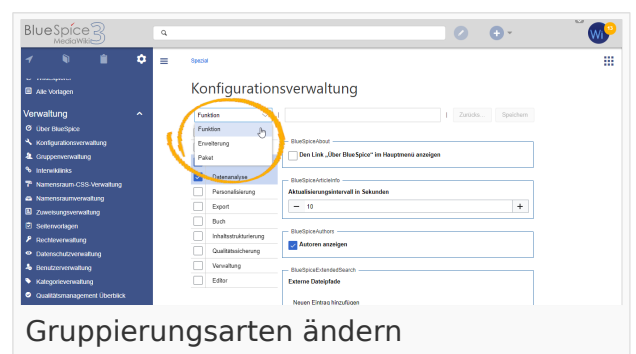 BlueSpice 3
MediaWiki
Wi
Spezial
Alle Vorlagen
Verwaltung
Über BlueSpice
Konfigurationsverwaltung
Gruppenverwaltung
Interwikilinks
Namensraum-CSS-Verwaltung
Namensraumverwaltung
Zuweisungsverwaltung
Seitenvorlagen
Rechteverwaltung
Datenschutzverwaltung
Benutzerverwaltung
Kategorieverwaltung
Qualitätsmanagement Überblick
Konfigurationsverwaltung
Funktion
Zurücks... Speichern
Funktion
Erweiterung
Paket
Datenanalyse
Personalisierung
Export
Buch
Inhaltsstrukturierung
Qualitätssicherung
Verwaltung
Editor
BlueSpiceAbout
Den Link „Über BlueSpice“ im Hauptmenü anzeigen
BlueSpiceArticleInfo
Aktualisierungsintervall in Sekunden
10
BlueSpiceAuthors
Autoren anzeigen
BlueSpiceExtendedSearch
Externe Dateipfade
Neuen Eintrag hinzufügen
Gruppierungsarten ändern